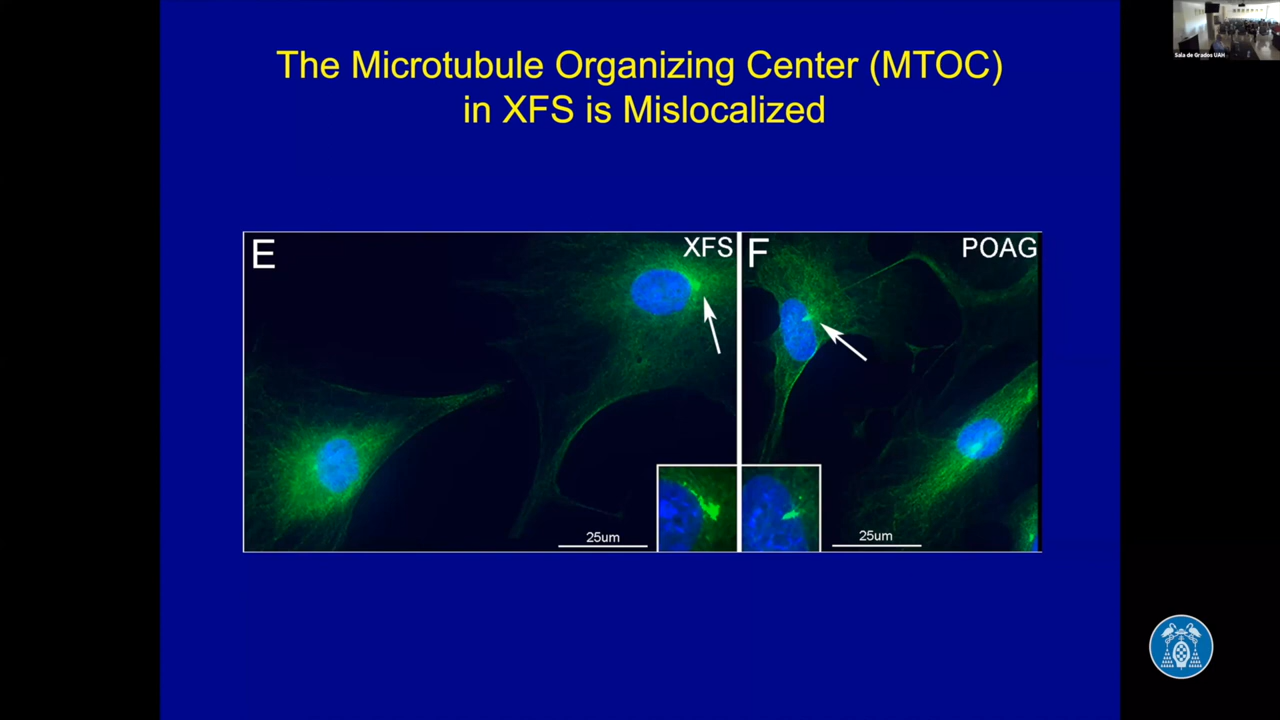 The Microtubule Organizing Center (MTOC)
in XFS is Mislocalized
E
XFS
F
POAG
25um
25um
Sala de Grados UAH